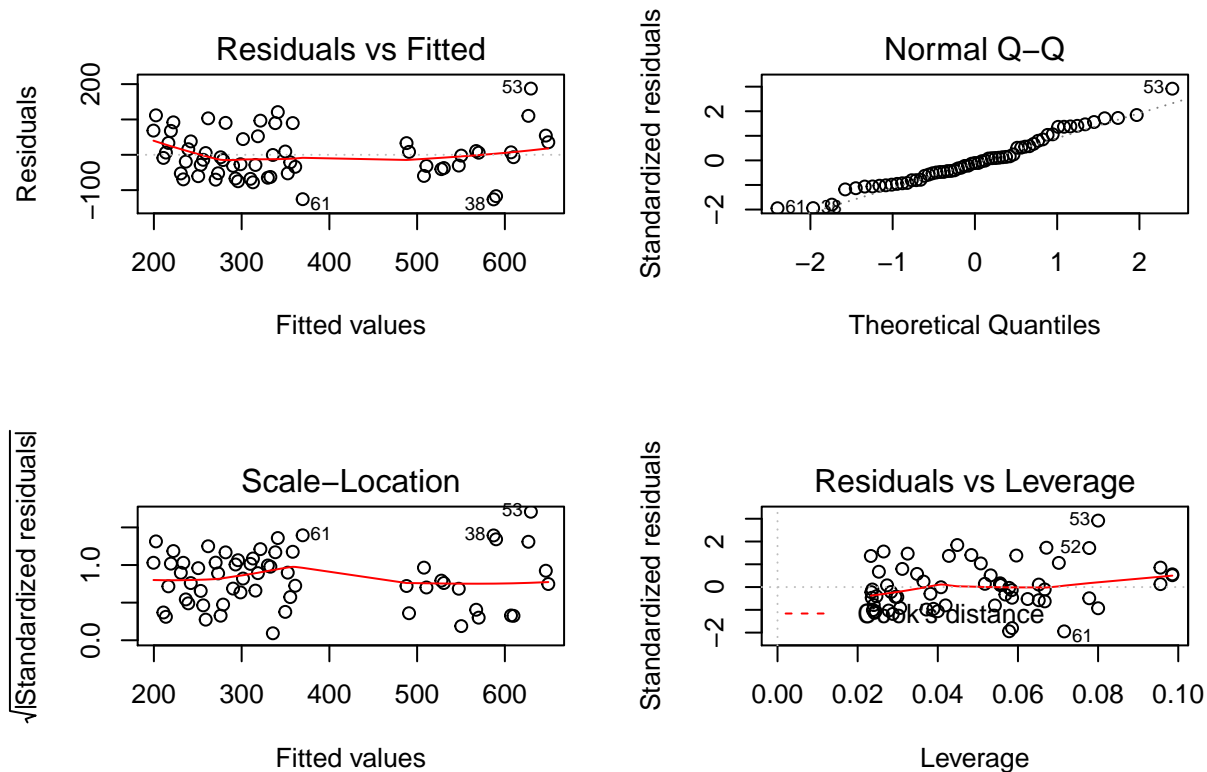 Residuals vs Fitted
Residuals
200
−100
53
61
38
200 300 400 500 600
Fitted values
Normal Q−Q
Standardized residuals
2
0
−2
53
61
−2 −1 0 1 2
Theoretical Quantiles
Scale−Location
√|Standardized residuals|
1.0
0.0
53
38
61
200 300 400 500 600
Fitted values
Residuals vs Leverage
Standardized residuals
2
0
−2
53
52
61
Cook's distance
0.00 0.02 0.04 0.06 0.08 0.10
Leverage